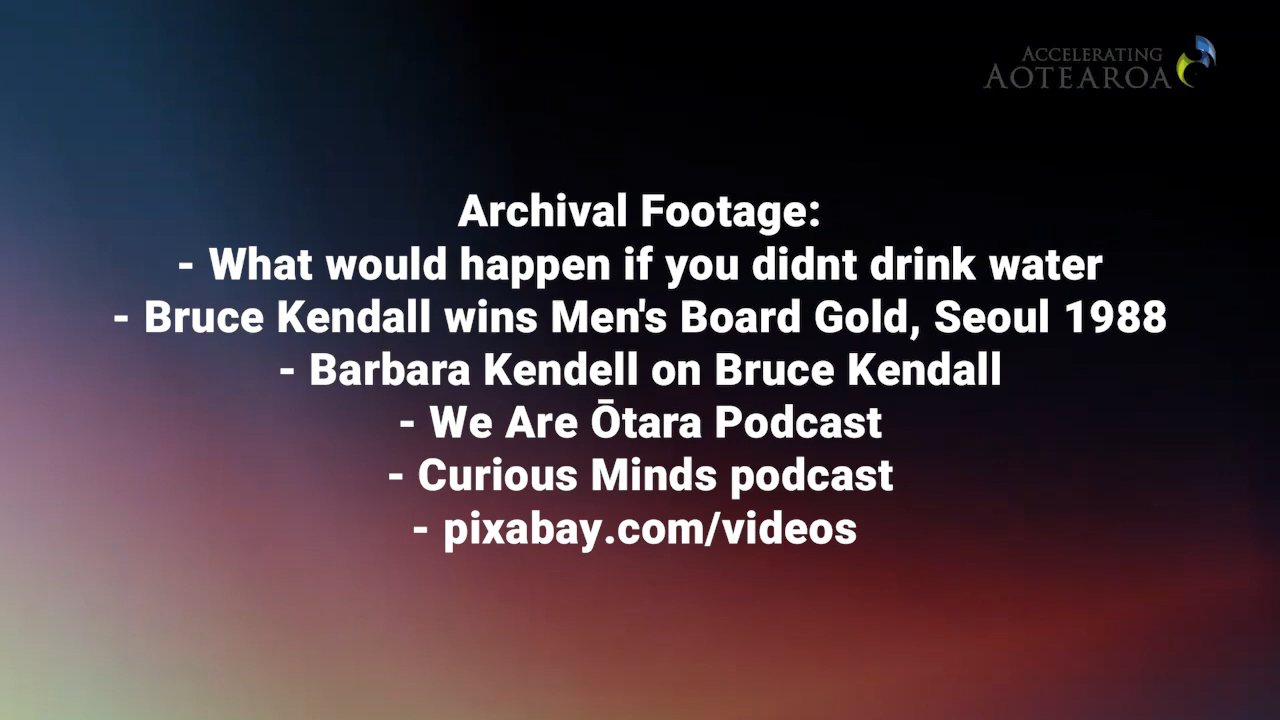 ACCELERATING
AOTEAROA
Archival Footage:
- What would happen if you didnt drink water
- Bruce Kendall wins Men's Board Gold, Seoul 1988
- Barbara Kendell on Bruce Kendall
- We Are Ōtara Podcast
- Curious Minds podcast
- pixabay.com/videos